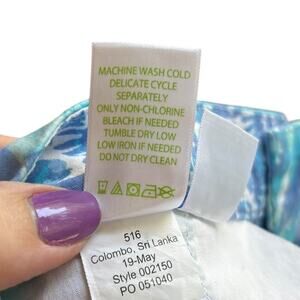 MACHINE WASH COLD
DELICATE CYCLE
SEPARATELY
ONLY NON-CHLORINE
BLEACH IF NEEDED
TUMBLE DRY LOW
LOW IRON IF NEEDED
DO NOT DRY CLEAN
516
Colombo, Sri Lanka
19-May
Style 002150
PO 051040